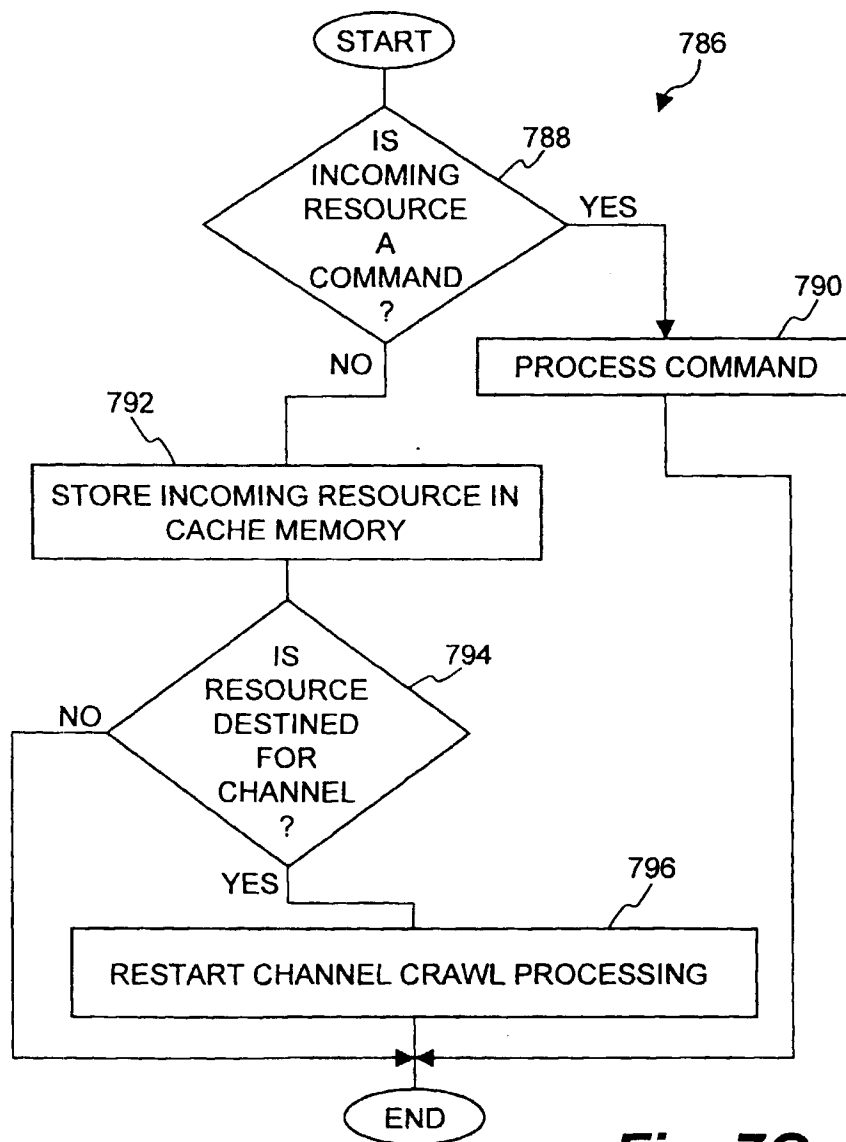 START
786
IS
INCOMING
RESOURCE
A
COMMAND
?
788
YES
790
PROCESS COMMAND
NO
792
STORE INCOMING RESOURCE IN
CACHE MEMORY
IS
RESOURCE
DESTINED
FOR
CHANNEL
?
794
NO
YES
796
RESTART CHANNEL CRAWL PROCESSING
END